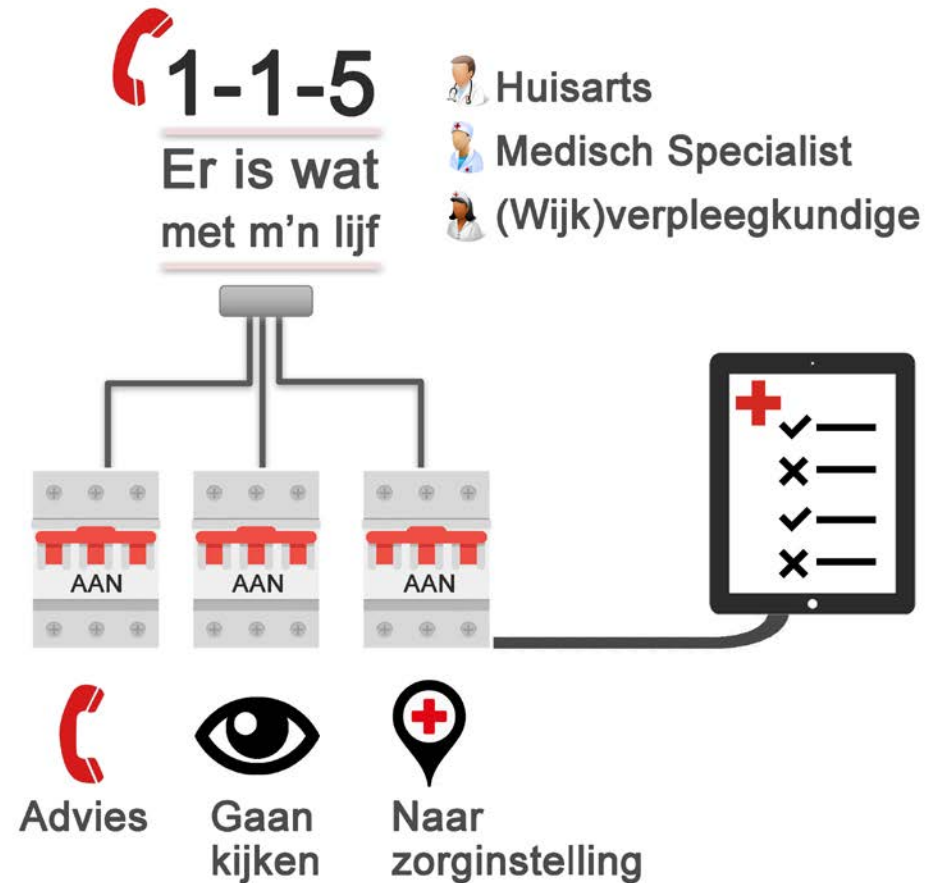 1-1-5
Er is wat
met m'n lijf
Huisarts
Medisch Specialist
(Wijk)verpleegkundige
AAN
AAN
AAN
Advies
Gaan
kijken
Naar
zorginstelling